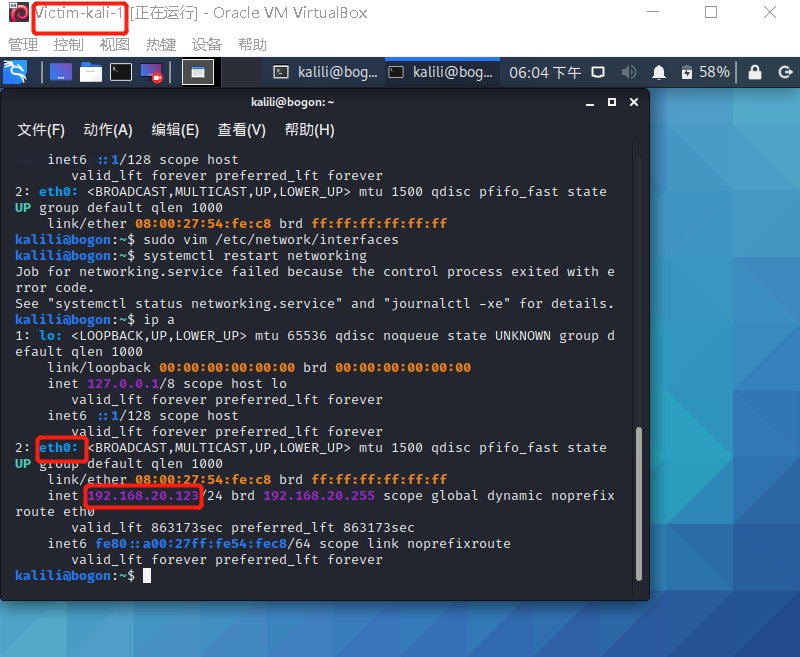 Victim-kali-1 [正在运行] - Oracle VM VirtualBox
管理 控制 视图 热键 设备 帮助
kalili@bog... kalili@bog... 06:04 下午 58%
kalili@bogon: ~
文件(F) 动作(A) 编辑(E) 查看(V) 帮助(H)
inet6 ::1/128 scope host
valid_lft forever preferred_lft forever
2: eth0: <BROADCAST,MULTICAST,UP,LOWER_UP> mtu 1500 qdisc pfifo_fast state
UP group default qlen 1000
link/ether 08:00:27:54:fe:c8 brd ff:ff:ff:ff:ff:ff
kalili@bogon:~$ sudo vim /etc/network/interfaces
kalili@bogon:~$ systemctl restart networking
Job for networking.service failed because the control process exited with e
rror code.
See "systemctl status networking.service" and "journalctl -xe" for details.
kalili@bogon:~$ ip a
1: lo: <LOOPBACK,UP,LOWER_UP> mtu 65536 qdisc noqueue state UNKNOWN group d
efault qlen 1000
link/loopback 00:00:00:00:00:00 brd 00:00:00:00:00:00
inet 127.0.0.1/8 scope host lo
valid_lft forever preferred_lft forever
inet6 ::1/128 scope host
valid_lft forever preferred_lft forever
2: eth0: <BROADCAST,MULTICAST,UP,LOWER_UP> mtu 1500 qdisc pfifo_fast state
UP group default qlen 1000
link/ether 08:00:27:54:fe:c8 brd ff:ff:ff:ff:ff:ff
inet 192.168.20.123/24 brd 192.168.20.255 scope global dynamic noprefix
route eth0
valid_lft 863173sec preferred_lft 863173sec
inet6 fe80::a00:27ff:fe54:fec8/64 scope link noprefixroute
valid_lft forever preferred_lft forever
kalili@bogon:~$